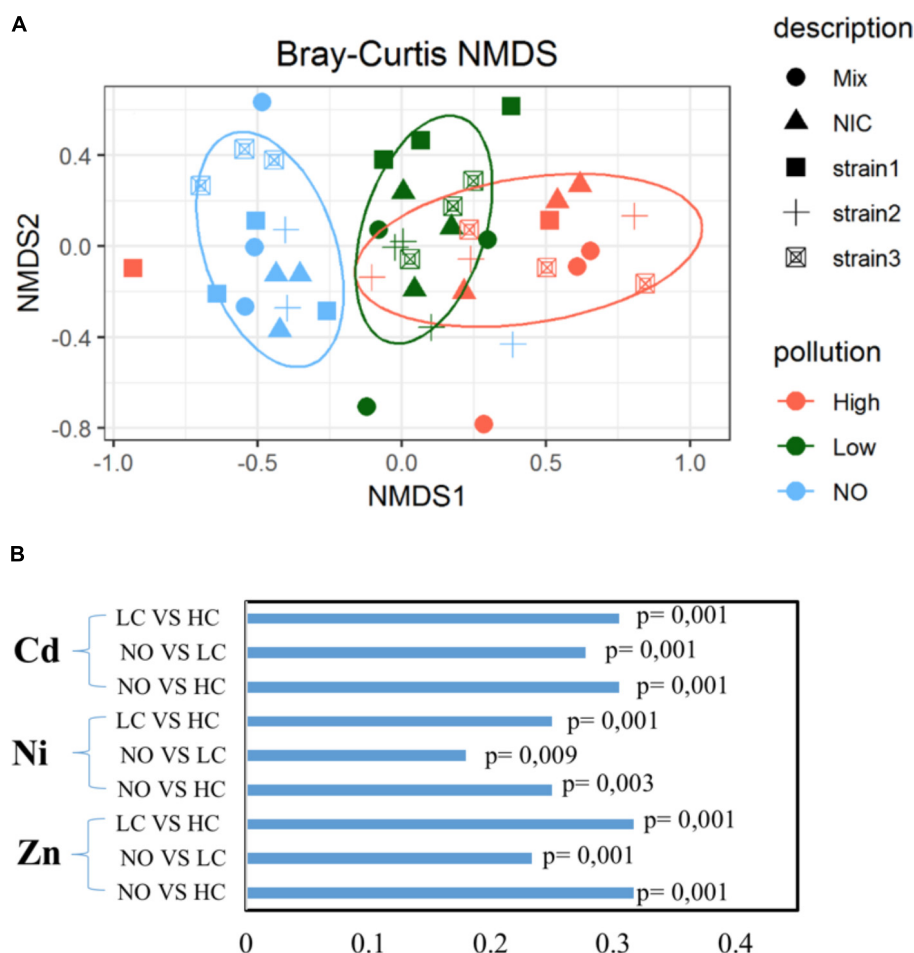 A
Bray-Curtis NMDS
description
Mix
NIC
strain1
strain2
strain3
pollution
High
Low
NO
NMDS2
0.4
0.0
-0.4
-0.8
-1.0 -0.5 0.0 0.5 1.0
NMDS1
B
Cd
LC VS HC p= 0,001
NO VS LC p= 0,001
NO VS HC p= 0,001
Ni
LC VS HC p= 0,001
NO VS LC p= 0,009
NO VS HC p= 0,003
Zn
LC VS HC p= 0,001
NO VS LC p= 0,001
NO VS HC p= 0,001
0 0.1 0.2 0.3 0.4